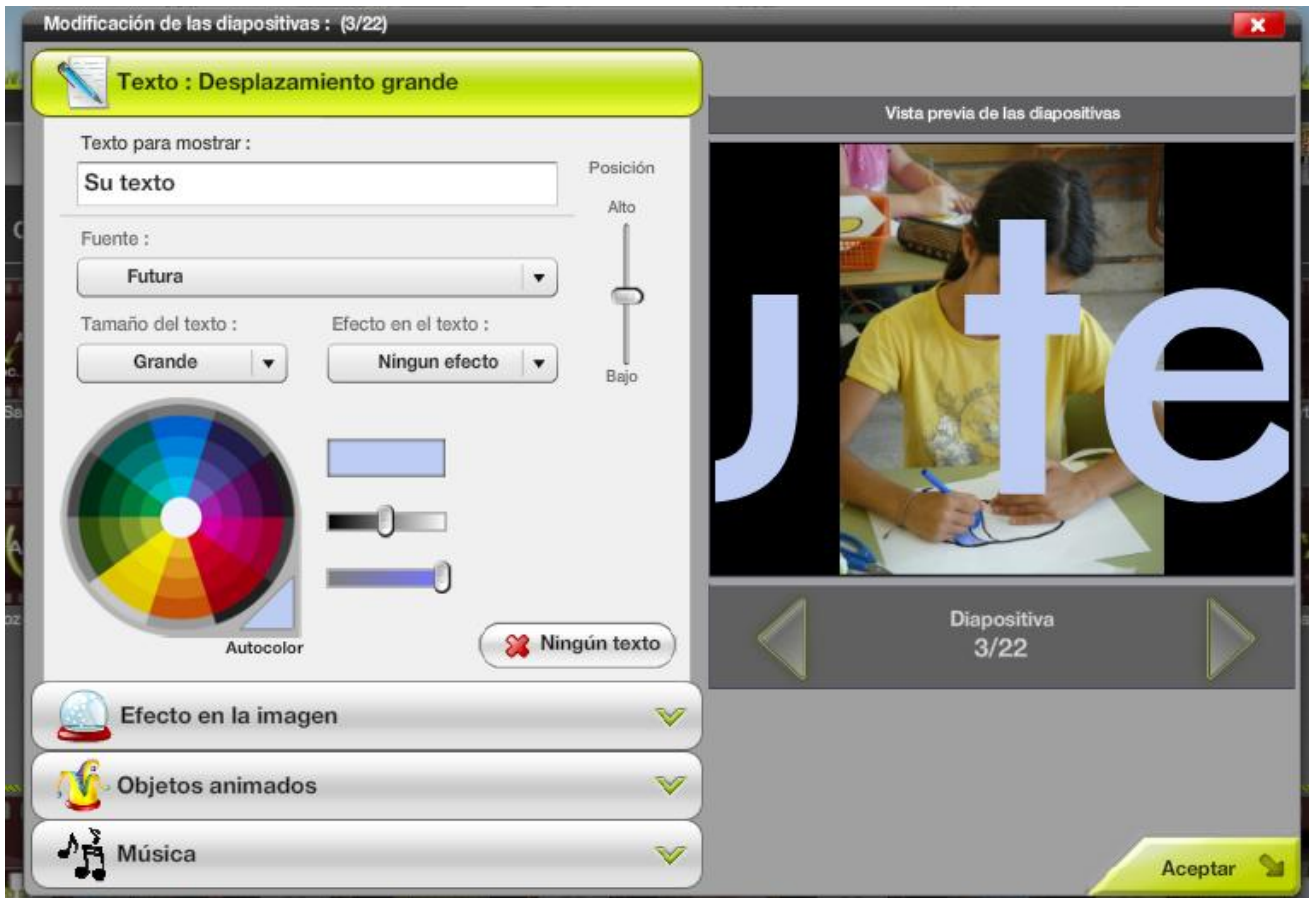 Modificación de las diapositivas : (3/22)
Texto : Desplazamiento grande
Texto para mostrar :
Su texto
Posición
Alto
Bajo
Fuente :
Futura
Tamaño del texto :
Efecto en el texto :
Grande
Ningun efecto
Autocolor
Ningún texto
Efecto en la imagen
Objetos animados
Música
Vista previa de las diapositivas
u te
Diapositiva
3/22
Aceptar